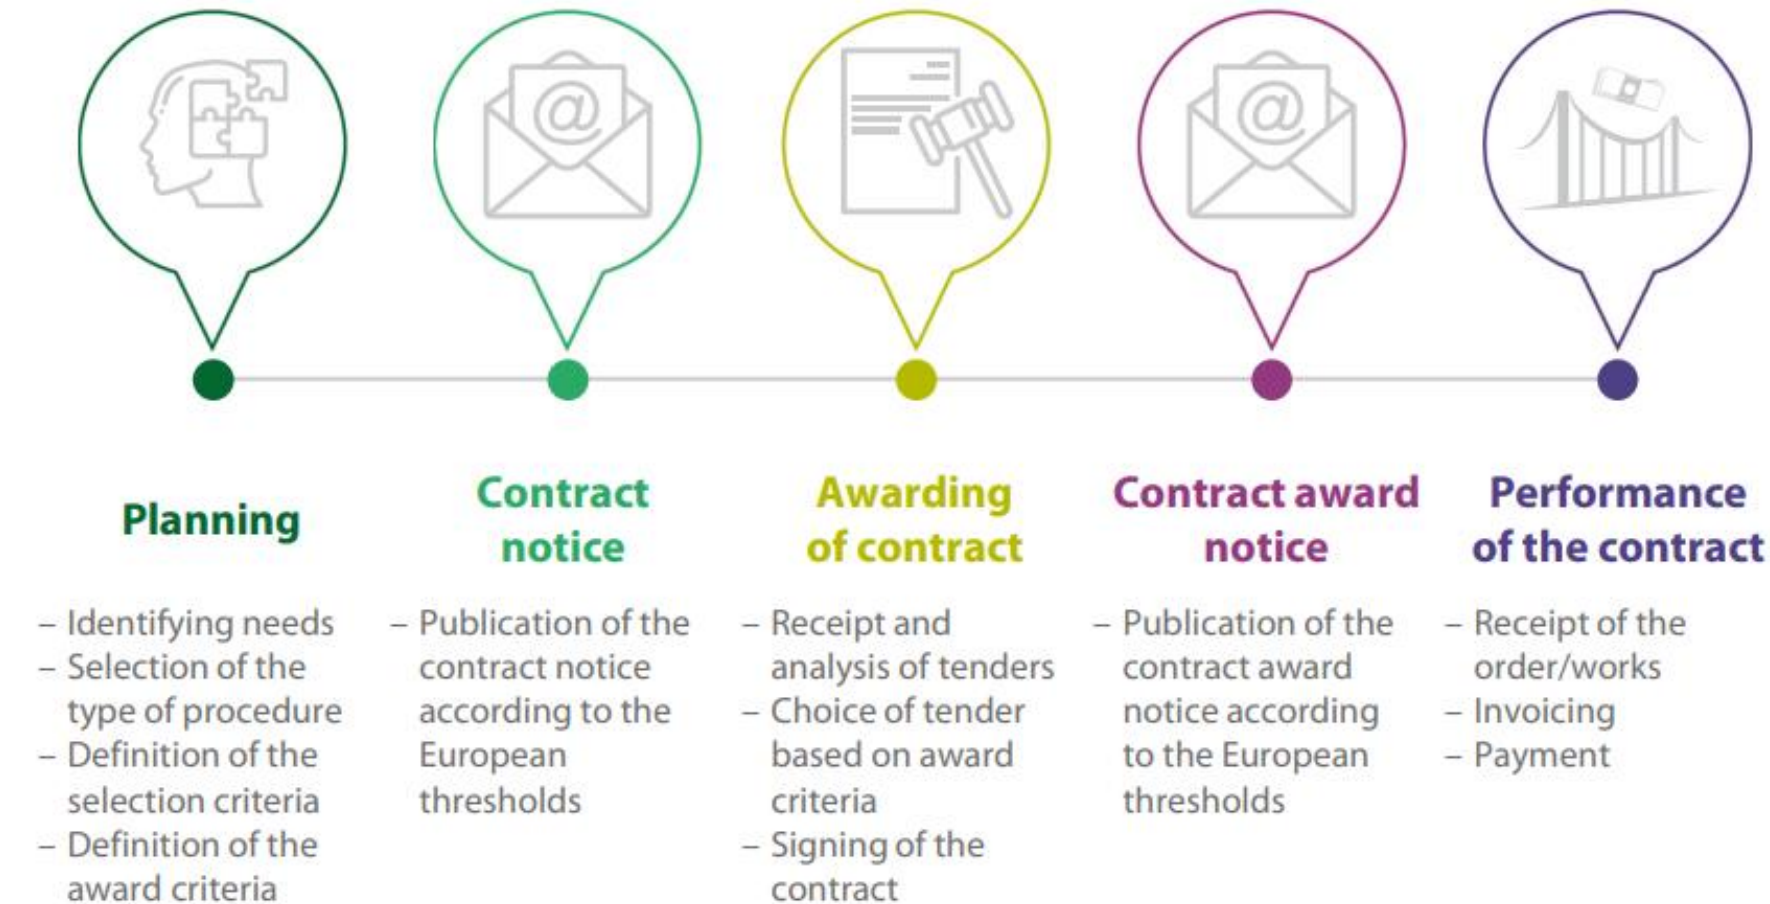 @
@
Planning
– Identifying needs
– Selection of the
type of procedure
– Definition of the
selection criteria
– Definition of the
award criteria
Contract
notice
– Publication of the
contract notice
according to the
European
thresholds
Awarding
of contract
– Receipt and
analysis of tenders
– Choice of tender
based on award
criteria
– Signing of the
contract
Contract award
notice
– Publication of the
contract award
notice according
to the European
thresholds
Performance
of the contract
– Receipt of the
order/works
– Invoicing
– Payment